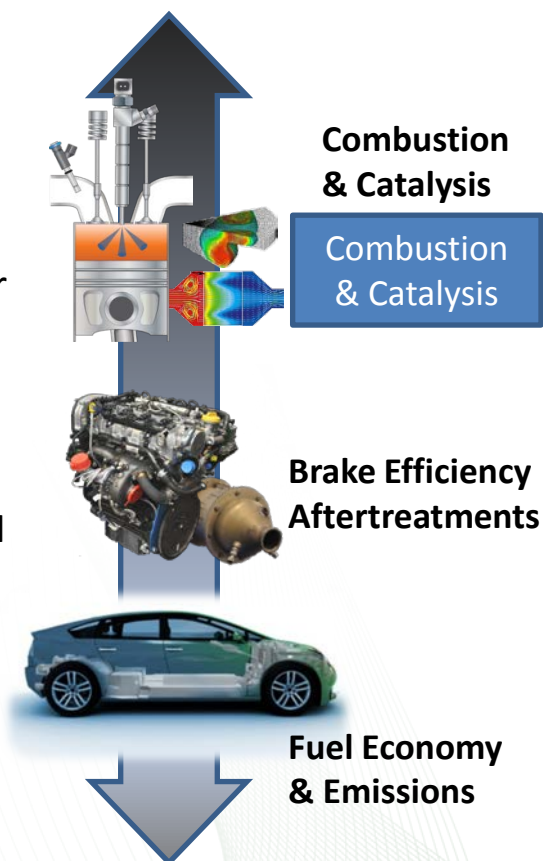 Combustion
& Catalysis
Combustion
& Catalysis
r
Brake Efficiency
Aftertreatments
l
Fuel Economy
& Emissions